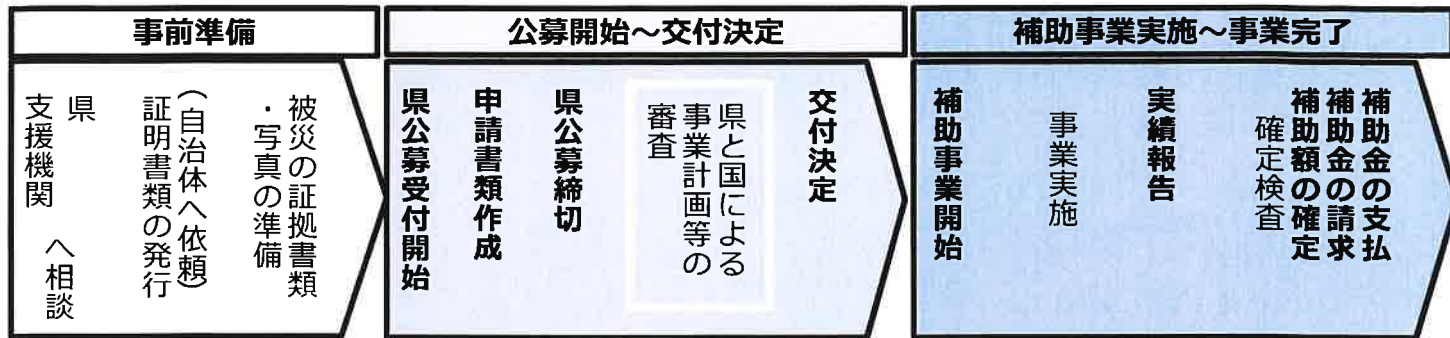 事前準備
県
支援機関 へ相談
証明書類の発行
（自治体へ依頼）
被災の証拠書類
・写真の準備
公募開始～交付決定
県公募受付開始
申請書類作成
県公募締切
県と国による
事業計画等の
審査
交付決定
補助事業実施～事業完了
補助事業開始
事業実施
実績報告
確定検査
補助額の確定
補助金の請求
補助金の支払